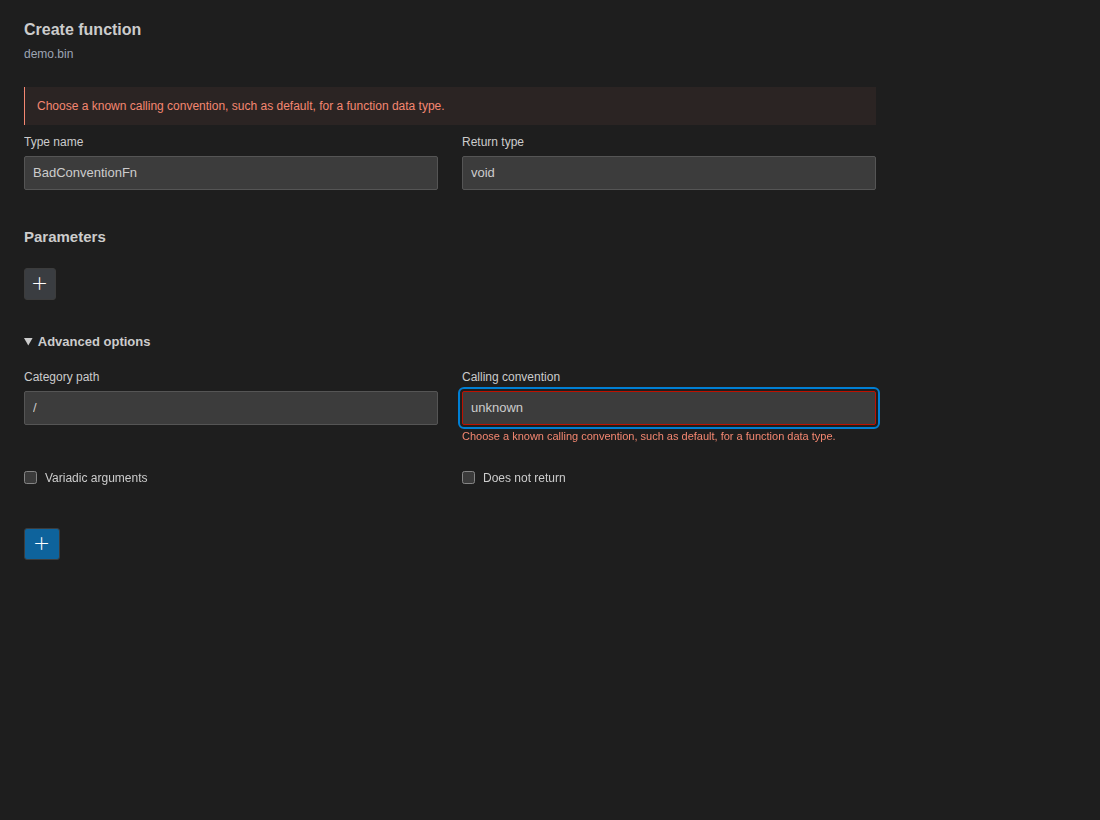 Create function
demo.bin
Choose a known calling convention, such as default, for a function data type.
Type name
Return type
BadConventionFn
void
Parameters
Advanced options
Category path
Calling convention
/
unknown
Choose a known calling convention, such as default, for a function data type.
Variadic arguments
Does not return